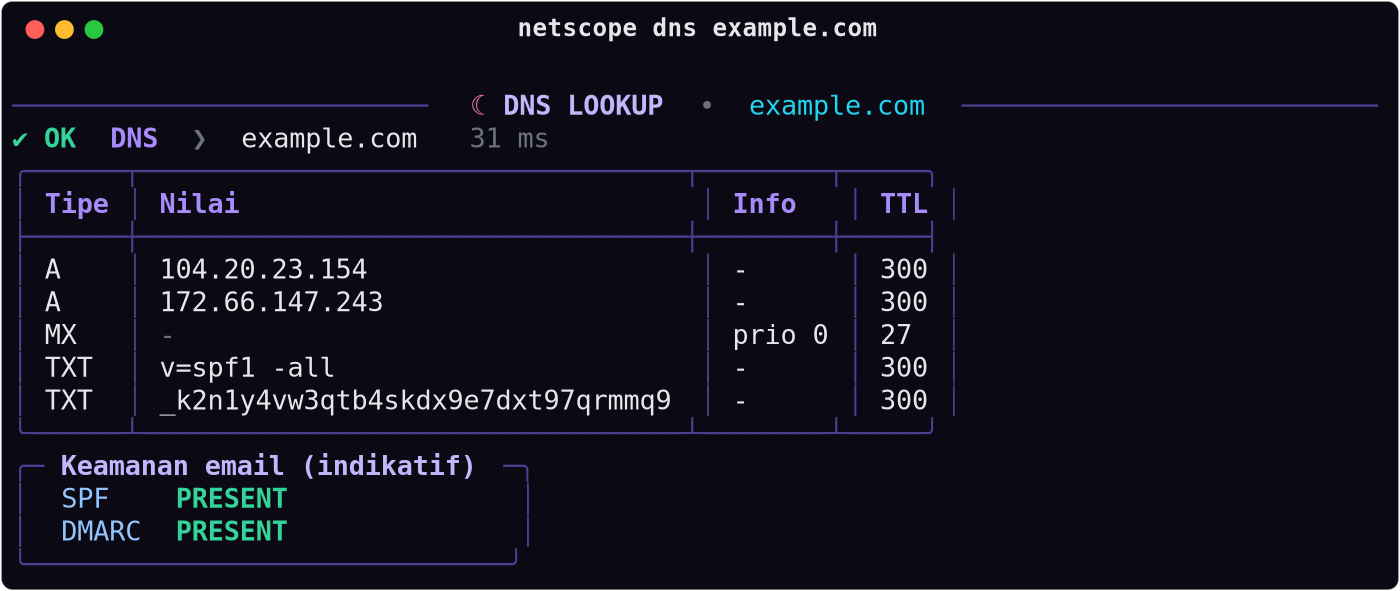 netscope dns example.com
☾ DNS LOOKUP • example.com
✔ OK DNS ❯ example.com 31 ms
Tipe Nilai Info TTL
A 104.20.23.154 - 300
A 172.66.147.243 - 300
MX - prio 0 27
TXT v=spf1 -all - 300
TXT _k2n1y4vw3qtb4skdx9e7dxt97qrmmq9 - 300
Keamanan email (indikatif)
SPF PRESENT
DMARC PRESENT